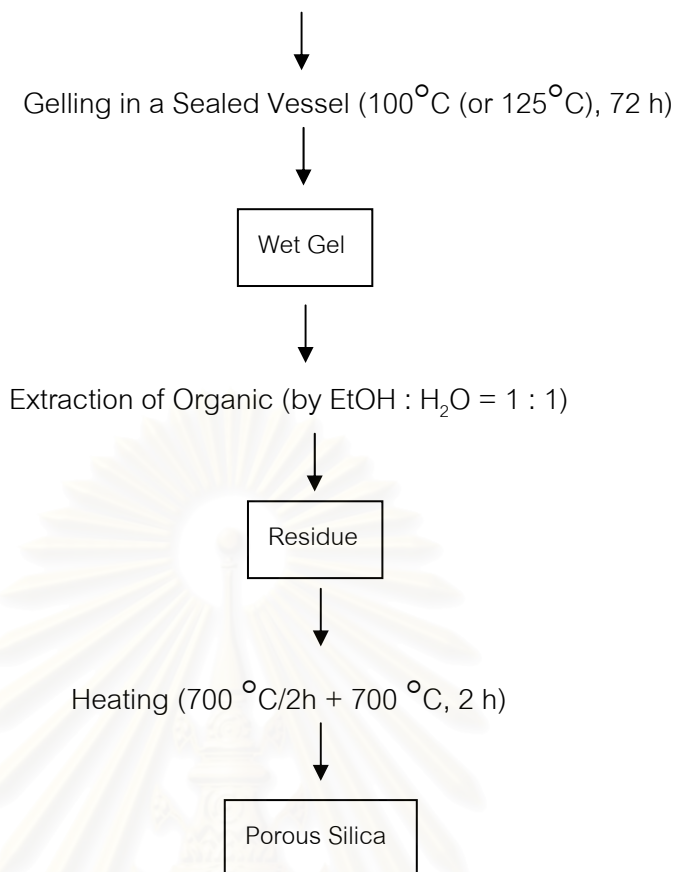 Gelling in a Sealed Vessel (100°C (or 125°C), 72 h)
Wet Gel
Extraction of Organic (by EtOH : H₂O = 1 : 1)
Residue
Heating (700 °C/2h + 700 °C, 2 h)
Porous Silica